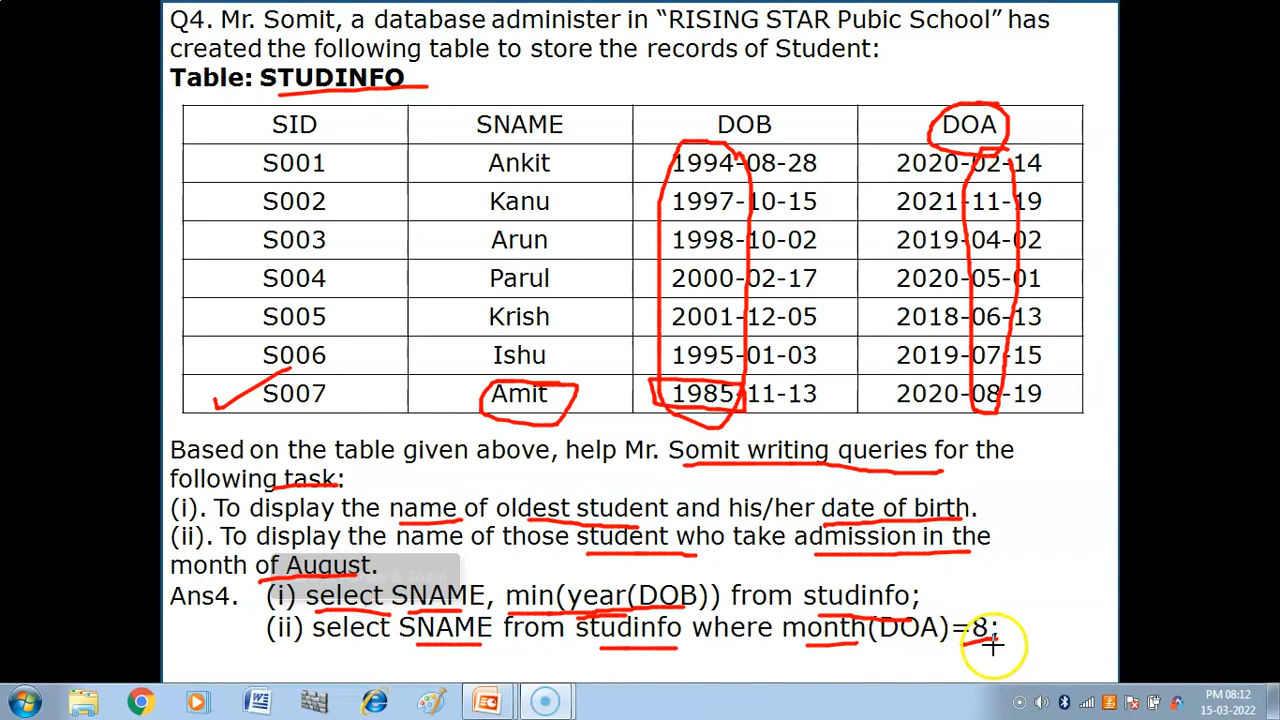 Q4. Mr. Somit, a database administer in “RISING STAR Pubic School” has
created the following table to store the records of Student:
Table: STUDINFO
SID SNAME DOB DOA
S001 Ankit 1994-08-28 2020-02-14
S002 Kanu 1997-10-15 2021-11-19
S003 Arun 1998-10-02 2019-04-02
S004 Parul 2000-02-17 2020-05-01
S005 Krish 2001-12-05 2018-06-13
S006 Ishu 1995-01-03 2019-07-15
S007 Amit 1985-11-13 2020-08-19
Based on the table given above, help Mr. Somit writing queries for the
following task:
(i). To display the name of oldest student and his/her date of birth.
(ii). To display the name of those student who take admission in the
month of August.
Ans4. (i) select SNAME, min(year(DOB)) from studinfo;
(ii) select SNAME from studinfo where month(DOA)=8;
PM 08:12
15-03-2022